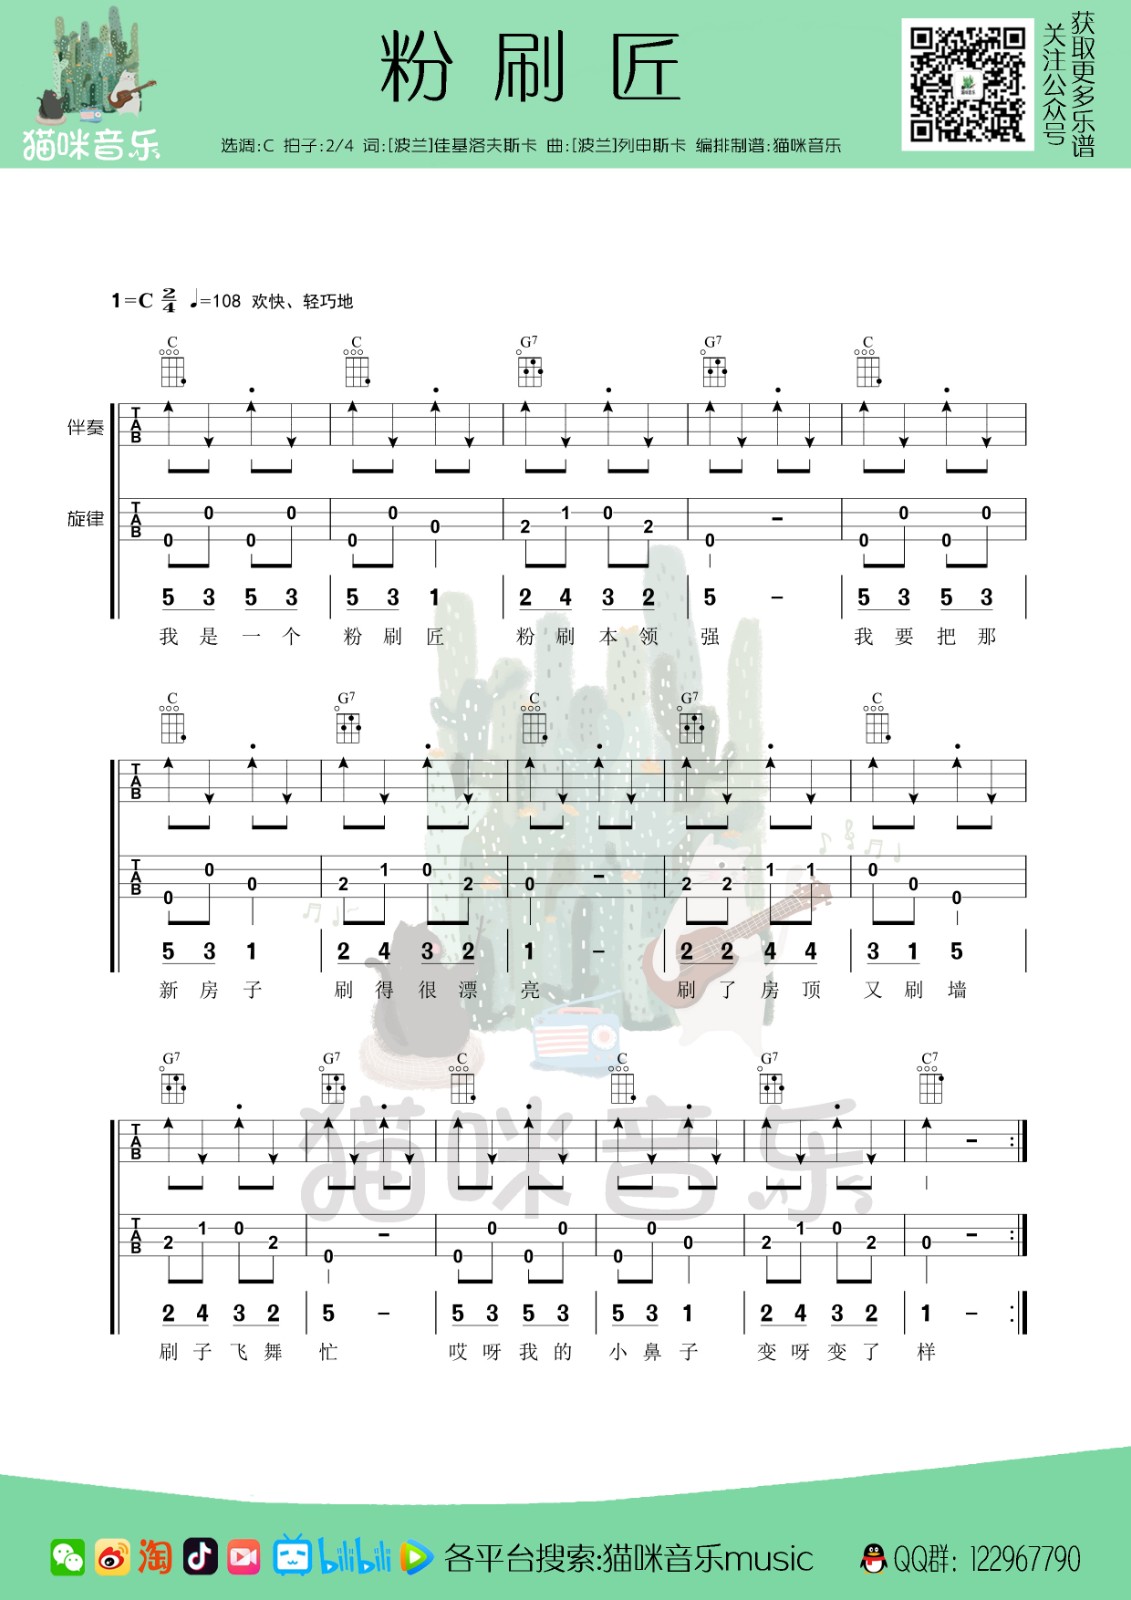 猫咪音乐
粉刷匠
选调:C 拍子:2/4 词:[波兰]佳基洛夫斯卡 曲:[波兰]列申斯卡 编排制谱:猫咪音乐
获取更多乐谱
关注公众号
1=C 2/4 ♩=108 欢快、轻巧地
C C G7 G7 C
伴奏 TAB
旋律 TAB 0 0 0 0 0 0 0 2 1 0 2 0 – 0 0 0 0
5 3 5 3 5 3 1 2 4 3 2 5 – 5 3 5 3
我是一个 粉刷匠 粉刷本领 强 我要把那
C G7 C G7 C
TAB
TAB 0 0 0 2 1 0 2 0 – 2 2 1 1 0 0 0
5 3 1 2 4 3 2 1 – 2 2 4 4 3 1 5
新房子 刷得很漂 亮 刷了房顶 又刷墙
G7 G7 C C G7 C7
TAB –
TAB 2 1 0 2 0 – 0 0 0 0 0 0 0 2 1 0 2 0 –
2 4 3 2 5 – 5 3 5 3 5 3 1 2 4 3 2 1 –
刷子飞舞 忙 哎呀我的 小鼻子 变呀变了 样
猫咪音乐
淘 bilibili 各平台搜索:猫咪音乐music QQ群: 122967790